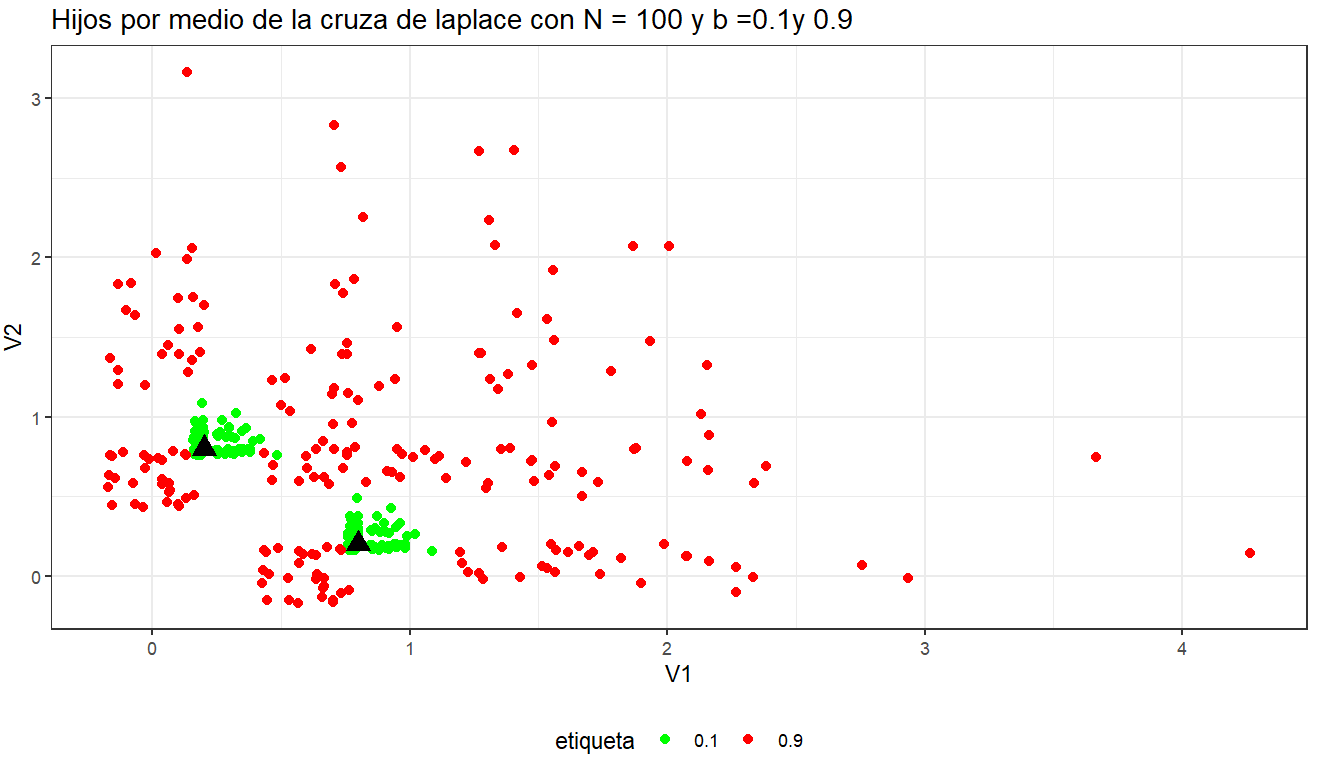 Hijos por medio de la cruza de laplace con N = 100 y b =0.1y 0.9
3
2
1
0
V2
0 1 2 3 4
V1
etiqueta 0.1 0.9